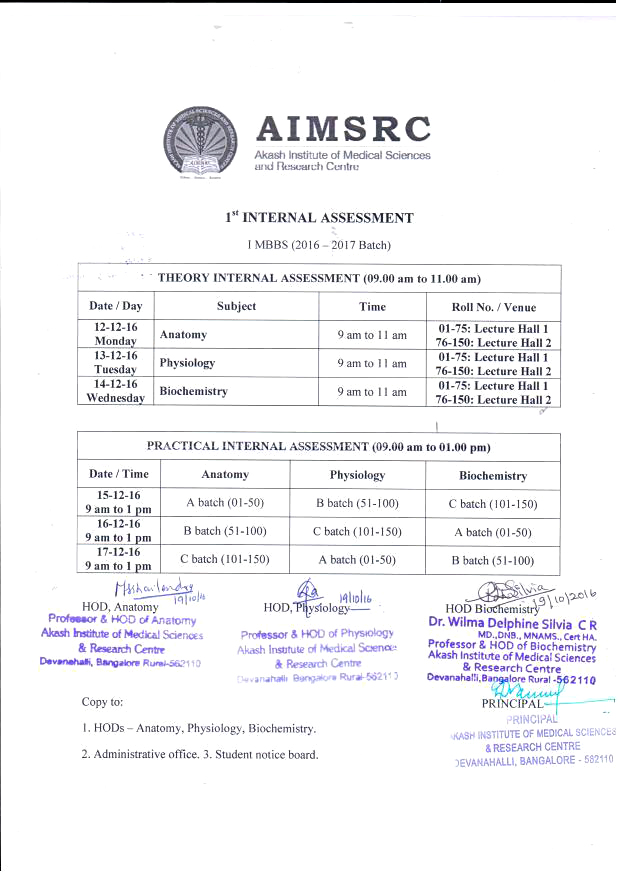 AIMSRC
Akash Institute of Medical Sciences
and Research Centre
1st INTERNAL ASSESSMENT
I MBBS (2016 – 2017 Batch)
THEORY INTERNAL ASSESSMENT (09.00 am to 11.00 am)
Date / Day Subject Time Roll No. / Venue
12-12-16 Monday Anatomy 9 am to 11 am 01-75: Lecture Hall 1 76-150: Lecture Hall 2
13-12-16 Tuesday Physiology 9 am to 11 am 01-75: Lecture Hall 1 76-150: Lecture Hall 2
14-12-16 Wednesday Biochemistry 9 am to 11 am 01-75: Lecture Hall 1 76-150: Lecture Hall 2
PRACTICAL INTERNAL ASSESSMENT (09.00 am to 01.00 pm)
Date / Time Anatomy Physiology Biochemistry
15-12-16 9 am to 1 pm A batch (01-50) B batch (51-100) C batch (101-150)
16-12-16 9 am to 1 pm B batch (51-100) C batch (101-150) A batch (01-50)
17-12-16 9 am to 1 pm C batch (101-150) A batch (01-50) B batch (51-100)
19/10/16
HOD, Anatomy
Professor & HOD of Anatomy
Akash Institute of Medical Sciences
& Research Centre
Devanahalli, Bangalore Rural-562110
19/10/16
HOD, Physiology
Professor & HOD of Physiology
Akash Institute of Medical Science
& Research Centre
Devanahalli Bangalore Rural-562110
19/10/2016
HOD Biochemistry
Dr. Wilma Delphine Silvia C R
MD.,DNB., MNAMS., Cert HA.
Professor & HOD of Biochemistry
Akash Institute of Medical Sciences
& Research Centre
Devanahalli,Bangalore Rural -562110
PRINCIPAL
PRINCIPAL
AKASH INSTITUTE OF MEDICAL SCIENCES
& RESEARCH CENTRE
DEVANAHALLI, BANGALORE - 562110
Copy to:
1. HODs – Anatomy, Physiology, Biochemistry.
2. Administrative office. 3. Student notice board.